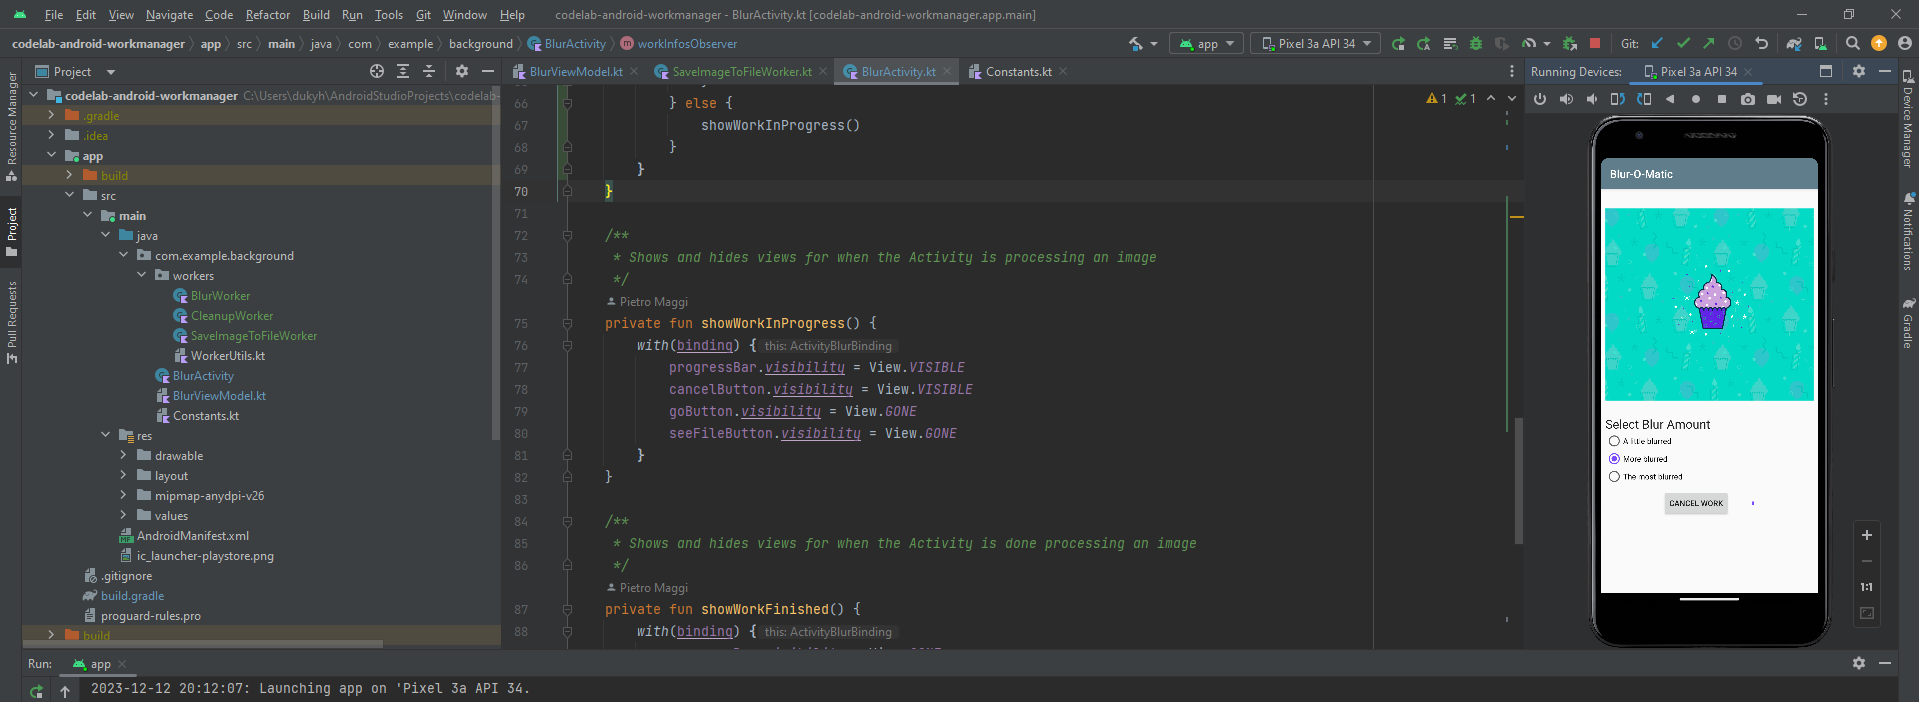 File Edit View Navigate Code Refactor Build Run Tools Git Window Help codelab-android-workmanager - BlurActivity.kt [codelab-android-workmanager.app.main]
codelab-android-workmanager app src main java com example background BlurActivity workInfosObserver app Pixel 3a API 34 Git:
Project
BlurViewModel.kt SaveImageToFileWorker.kt BlurActivity.kt Constants.kt
Running Devices: Pixel 3a API 34
Resource Manager
Project
Pull Requests
codelab-android-workmanager C:\Users\dukyh\AndroidStudioProjects\codelab-
.gradle
.idea
app
build
src
main
java
com.example.background
workers
BlurWorker
CleanupWorker
SaveImageToFileWorker
WorkerUtils.kt
BlurActivity
BlurViewModel.kt
Constants.kt
res
drawable
layout
mipmap-anydpi-v26
values
AndroidManifest.xml
ic_launcher-playstore.png
.gitignore
build.gradle
proguard-rules.pro
build
1 1
66 } else {
67 showWorkInProgress()
68 }
69 }
70 }
71
72 /**
73 * Shows and hides views for when the Activity is processing an image
74 */
Pietro Maggi
75 private fun showWorkInProgress() {
76 with(binding) { this: ActivityBlurBinding
77 progressBar.visibility = View.VISIBLE
78 cancelButton.visibility = View.VISIBLE
79 goButton.visibility = View.GONE
80 seeFileButton.visibility = View.GONE
81 }
82 }
83
84 /**
85 * Shows and hides views for when the Activity is done processing an image
86 */
Pietro Maggi
87 private fun showWorkFinished() {
88 with(binding) { this: ActivityBlurBinding
Blur-O-Matic
Select Blur Amount
A little blurred
More blurred
The most blurred
CANCEL WORK
1:1
Device Manager
Notifications
Gradle
Run: app
2023-12-12 20:12:07: Launching app on 'Pixel 3a API 34.